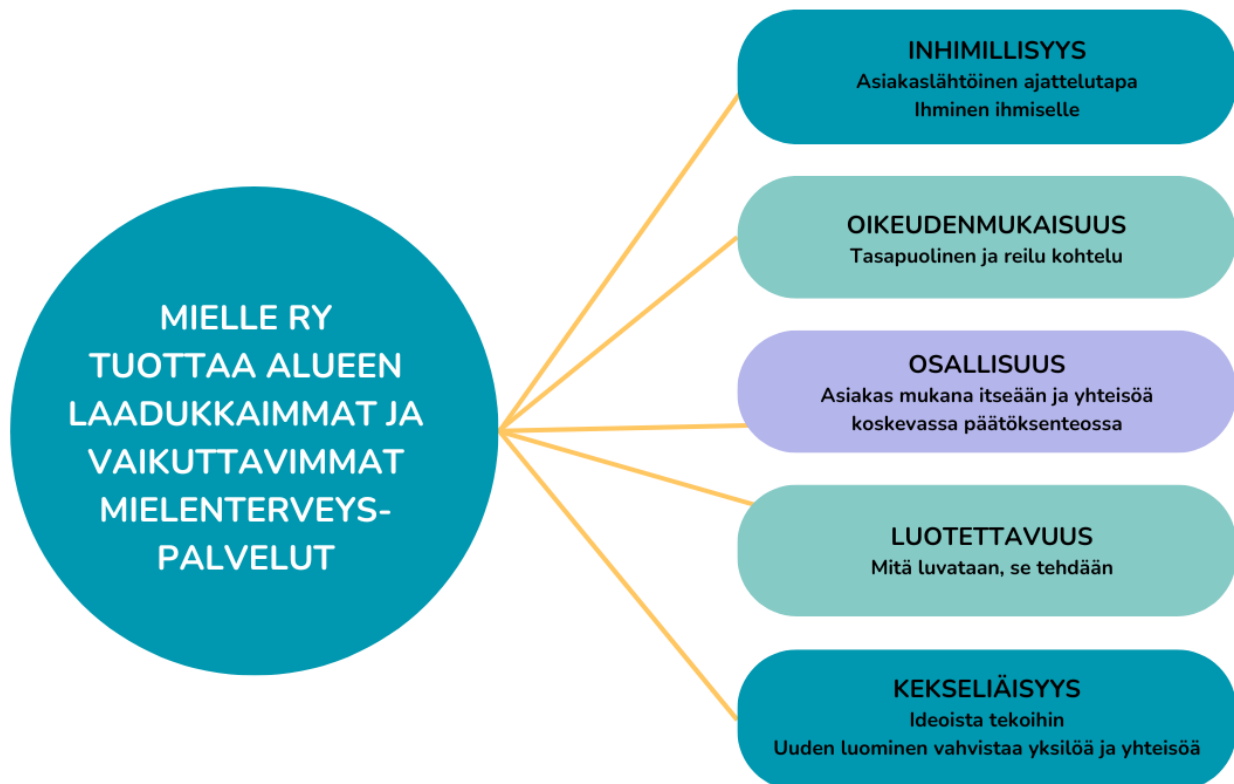 MIELLE RY
TUOTTAA ALUEEN
LAADUKKAIMMAT JA
VAIKUTTAVIMMAT
MIELENTERVEYS-
PALVELUT
INHIMILLISYYS
Asiakaslähtöinen ajattelutapa
Ihminen ihmiselle
OIKEUDENMUKAISUUS
Tasapuolinen ja reilu kohtelu
OSALLISUUS
Asiakas mukana itseään ja yhteisöä
koskevassa päätöksenteossa
LUOTETTAVUUS
Mitä luvataan, se tehdään
KEKSELIÄISYYS
Ideoista tekoihin
Uuden luominen vahvistaa yksilöä ja yhteisöä